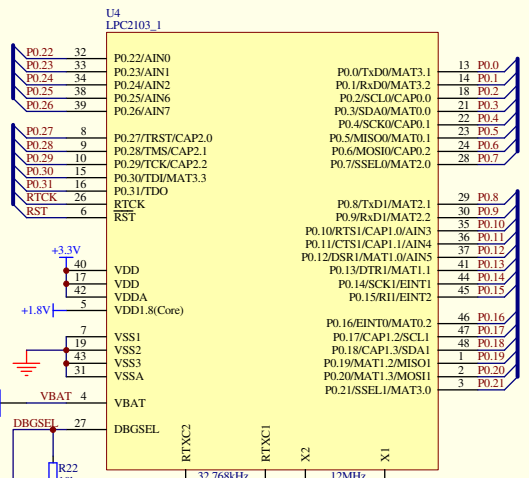 U4
LPC2103_1
P0.22 32 P0.22/AIN0
P0.23 33 P0.23/AIN1
P0.24 34 P0.24/AIN2
P0.25 38 P0.25/AIN6
P0.26 39 P0.26/AIN7
P0.27 8 P0.27/TRST/CAP2.0
P0.28 9 P0.28/TMS/CAP2.1
P0.29 10 P0.29/TCK/CAP2.2
P0.30 15 P0.30/TDI/MAT3.3
P0.31 16 P0.31/TDO
RTCK 26 RTCK
RST 6 RST
+3.3V
40 VDD
17 VDD
42 VDDA
+1.8V 5 VDD1.8(Core)
7 VSS1
19 VSS2
43 VSS3
31 VSSA
VBAT 4 VBAT
DBGSEL 27 DBGSEL
R22
P0.0/TxD0/MAT3.1 13 P0.0
P0.1/RxD0/MAT3.2 14 P0.1
P0.2/SCL0/CAP0.0 18 P0.2
P0.3/SDA0/MAT0.0 21 P0.3
P0.4/SCK0/CAP0.1 22 P0.4
P0.5/MISO0/MAT0.1 23 P0.5
P0.6/MOSI0/CAP0.2 24 P0.6
P0.7/SSEL0/MAT2.0 28 P0.7
P0.8/TxD1/MAT2.1 29 P0.8
P0.9/RxD1/MAT2.2 30 P0.9
P0.10/RTS1/CAP1.0/AIN3 35 P0.10
P0.11/CTS1/CAP1.1/AIN4 36 P0.11
P0.12/DSR1/MAT1.0/AIN5 37 P0.12
P0.13/DTR1/MAT1.1 41 P0.13
P0.14/SCK1/EINT1 44 P0.14
P0.15/RI1/EINT2 45 P0.15
P0.16/EINT0/MAT0.2 46 P0.16
P0.17/CAP1.2/SCL1 47 P0.17
P0.18/CAP1.3/SDA1 48 P0.18
P0.19/MAT1.2/MISO1 1 P0.19
P0.20/MAT1.3/MOSI1 2 P0.20
P0.21/SSEL1/MAT3.0 3 P0.21
RTXC2
RTXC1
X2
X1
32.768kHz
12MHz